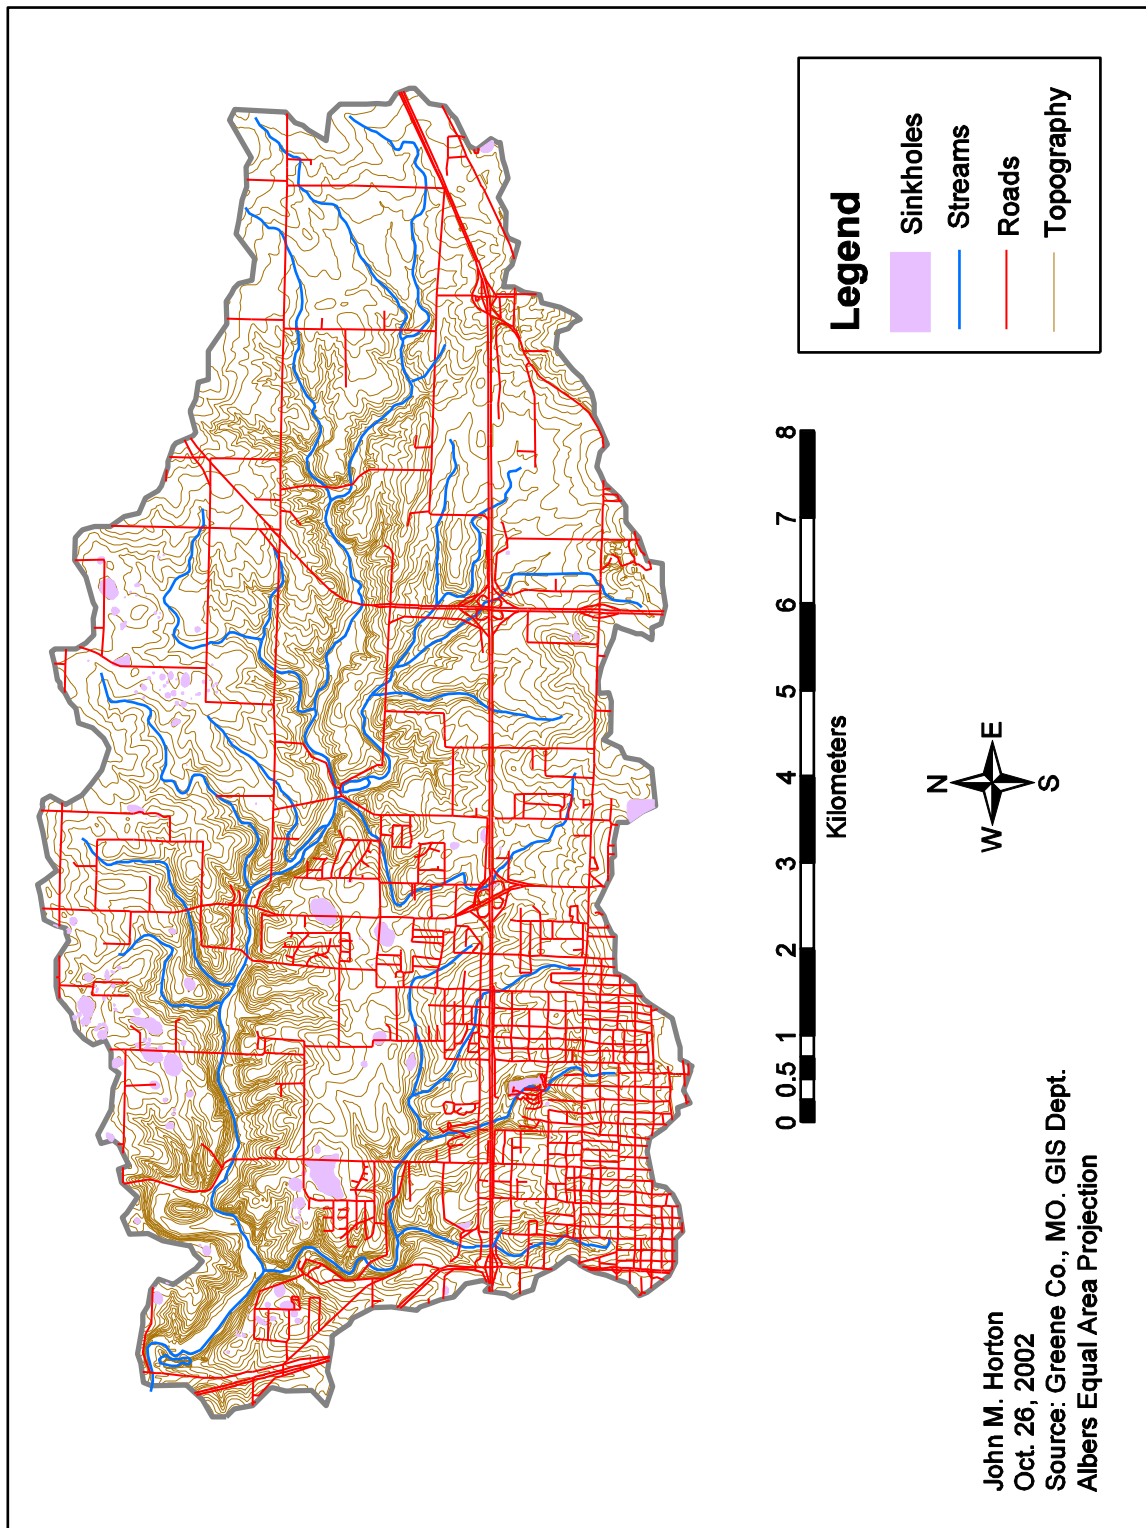 Legend
Sinkholes
Streams
Roads
Topography
0 0.5 1 2 3 4 5 6 7 8
Kilometers
N
W E
S
John M. Horton
Oct. 26, 2002
Source: Greene Co., MO. GIS Dept.
Albers Equal Area Projection